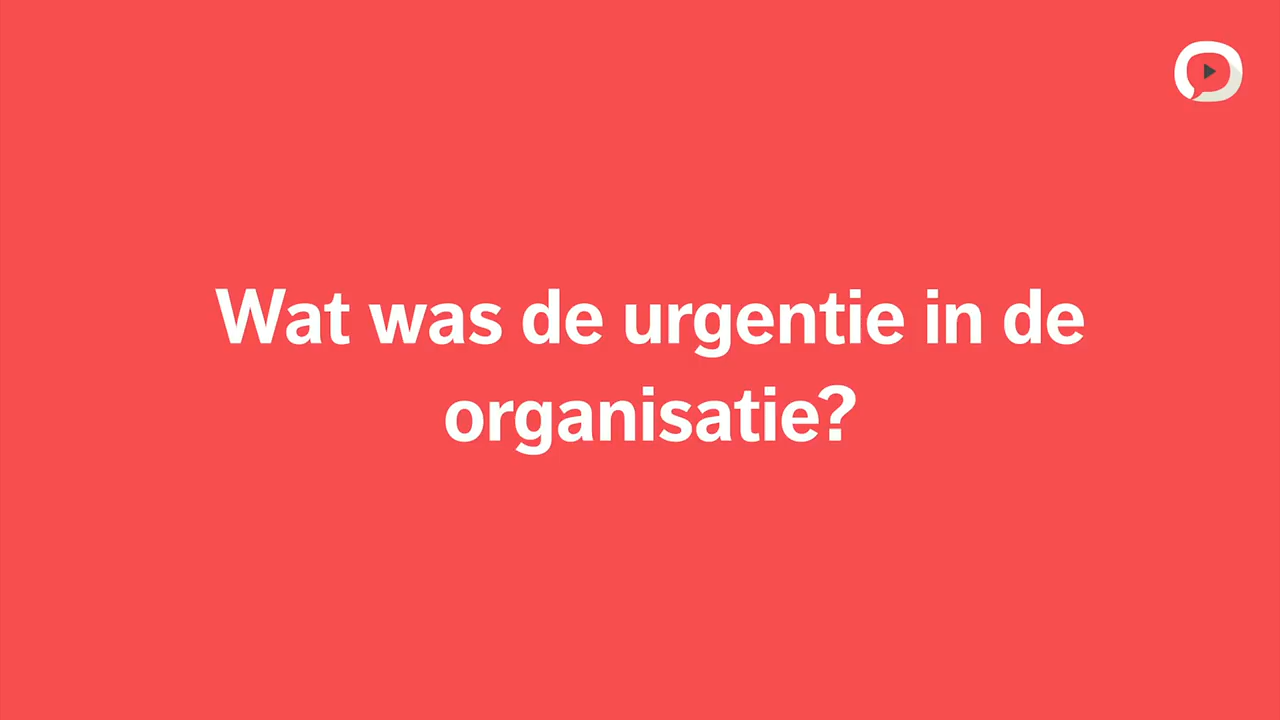 Wat was de urgentie in de
organisatie?